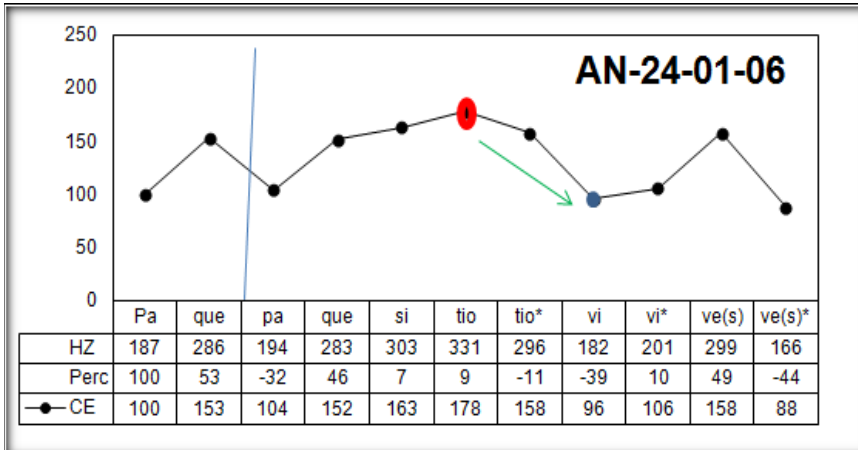 250
AN-24-01-06
200
150
100
50
0
Pa que pa que si tio tio* vi vi* ve(s) ve(s)*
HZ 187 286 194 283 303 331 296 182 201 299 166
Perc 100 53 -32 46 7 9 -11 -39 10 49 -44
CE 100 153 104 152 163 178 158 96 106 158 88